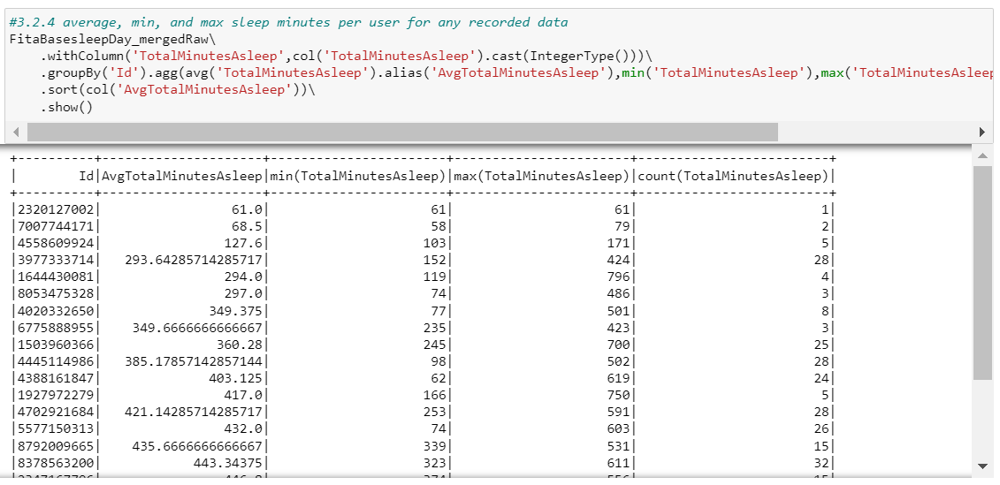 #3.2.4 average, min, and max sleep minutes per user for any recorded data
FitaBasesleepDay_mergedRaw\
.withColumn('TotalMinutesAsleep',col('TotalMinutesAsleep').cast(IntegerType()))\
.groupBy('Id').agg(avg('TotalMinutesAsleep').alias('AvgTotalMinutesAsleep'),min('TotalMinutesAsleep'),max('TotalMinutesAsleep
.sort(col('AvgTotalMinutesAsleep'))\
.show()
+----------+---------------------+-----------------------+-----------------------+-------------------------+
|        Id|AvgTotalMinutesAsleep|min(TotalMinutesAsleep)|max(TotalMinutesAsleep)|count(TotalMinutesAsleep)|
+----------+---------------------+-----------------------+-----------------------+-------------------------+
|2320127002|                 61.0|                     61|                     61|                        1|
|7007744171|                 68.5|                     58|                     79|                        2|
|4558609924|                127.6|                    103|                    171|                        5|
|3977333714|   293.64285714285717|                    152|                    424|                       28|
|1644430081|                294.0|                    119|                    796|                        4|
|8053475328|                297.0|                     74|                    486|                        3|
|4020332650|              349.375|                     77|                    501|                        8|
|6775888955|    349.6666666666667|                    235|                    423|                        3|
|1503960366|               360.28|                    245|                    700|                       25|
|4445114986|   385.17857142857144|                     98|                    502|                       28|
|4388161847|              403.125|                     62|                    619|                       24|
|1927972279|                417.0|                    166|                    750|                        5|
|4702921684|   421.14285714285717|                    253|                    591|                       28|
|5577150313|                432.0|                     74|                    603|                       26|
|8792009665|    435.6666666666667|                    339|                    531|                       15|
|8378563200|            443.34375|                    323|                    611|                       32|